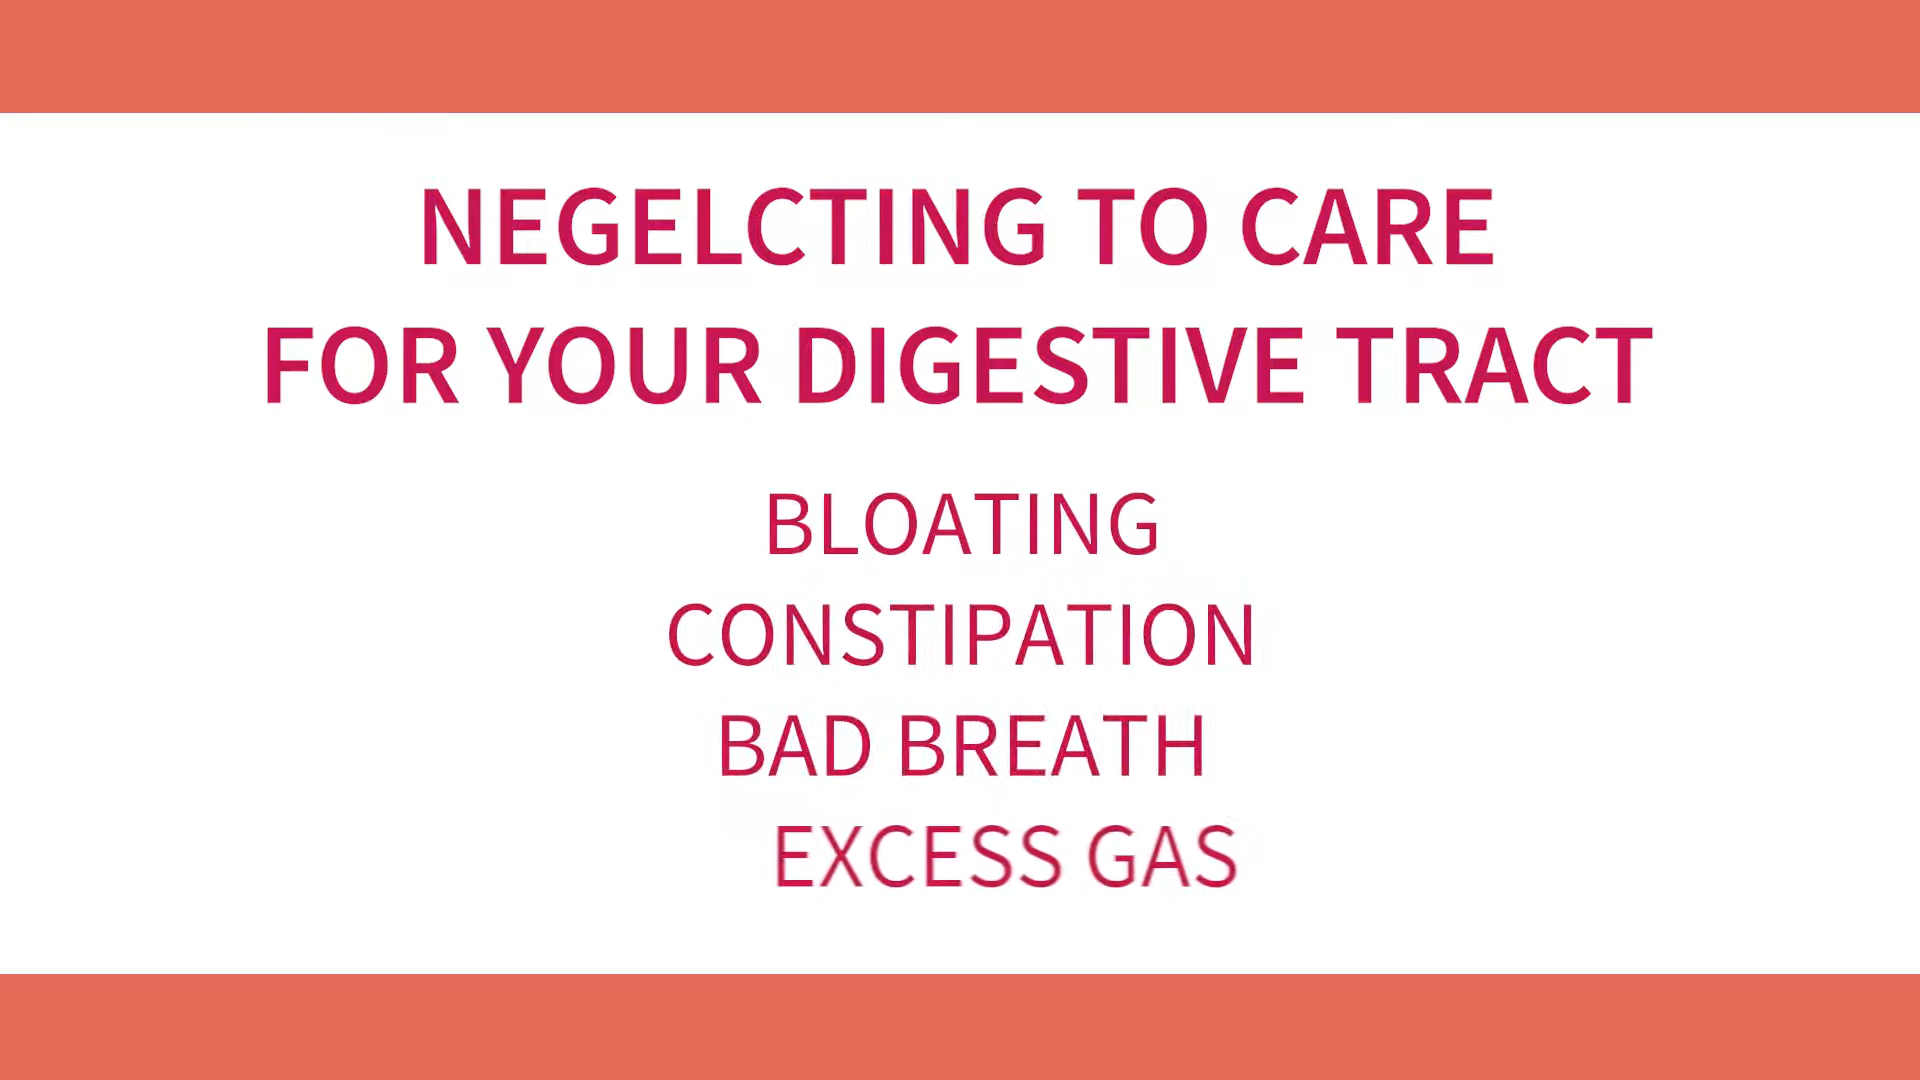 NEGELCTING TO CARE
FOR YOUR DIGESTIVE TRACT
BLOATING
CONSTIPATION
BAD BREATH
EXCESS GAS